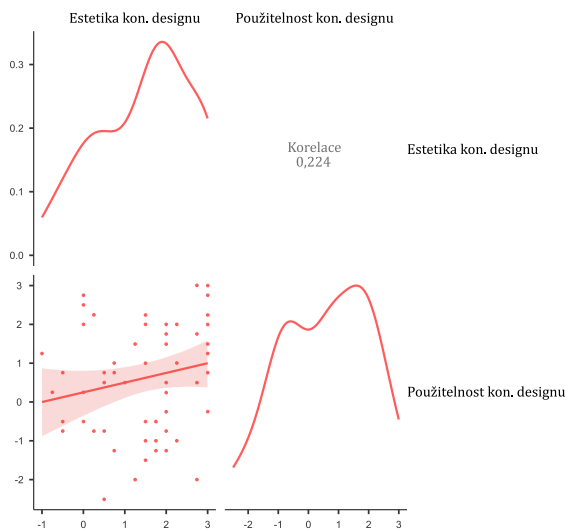 Estetika kon. designu
Použitelnost kon. designu
0.3
0.2
0.1
0.0
Korelace
0,224
Estetika kon. designu
3
2
1
0
-1
-2
Použitelnost kon. designu
-1 0 1 2 3
-2 -1 0 1 2 3